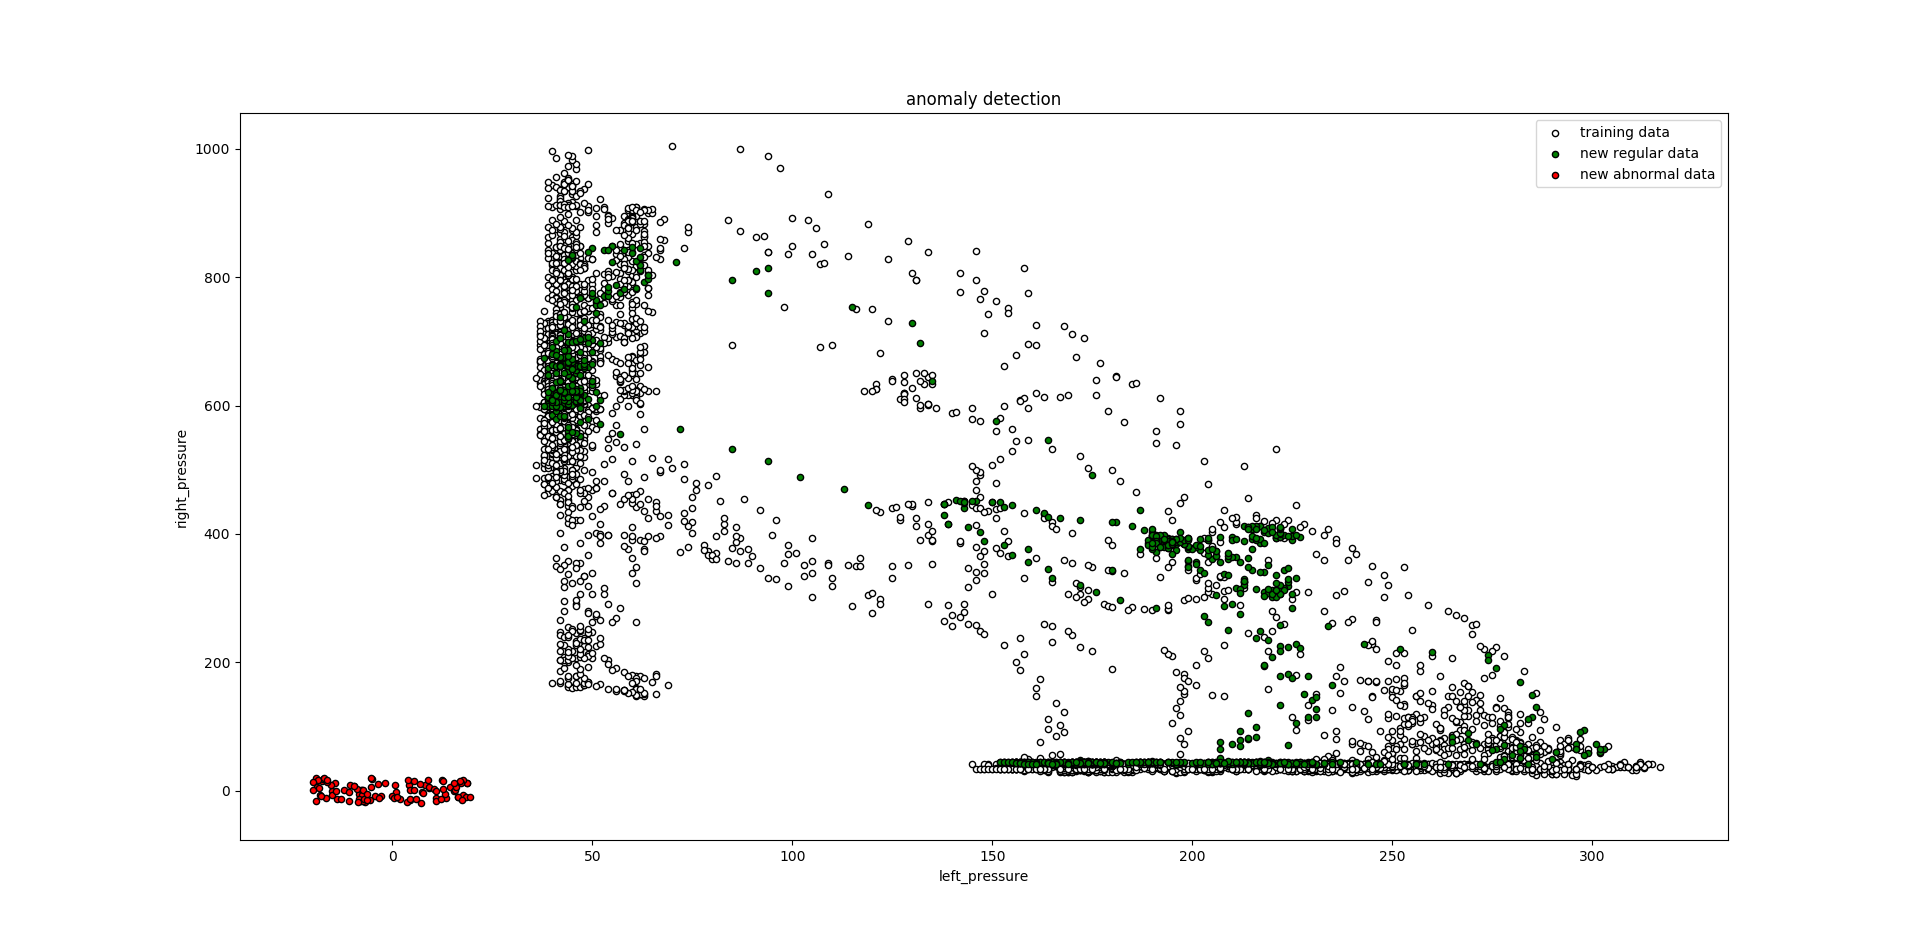 anomaly detection
training data
new regular data
new abnormal data
1000
800
600
400
200
0
right_pressure
0
50
100
150
200
250
300
left_pressure